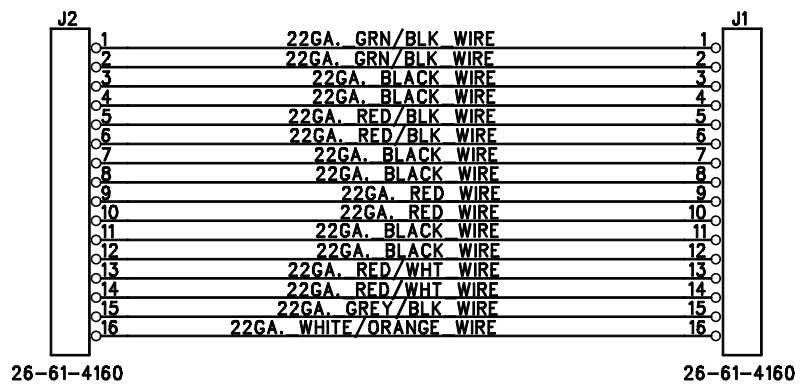 J2 J1
1 22GA. GRN/BLK WIRE 1
2 22GA. GRN/BLK WIRE 2
3 22GA. BLACK WIRE 3
4 22GA. BLACK WIRE 4
5 22GA. RED/BLK WIRE 5
6 22GA. RED/BLK WIRE 6
7 22GA. BLACK WIRE 7
8 22GA. BLACK WIRE 8
9 22GA. RED WIRE 9
10 22GA. RED WIRE 10
11 22GA. BLACK WIRE 11
12 22GA. BLACK WIRE 12
13 22GA. RED/WHT WIRE 13
14 22GA. RED/WHT WIRE 14
15 22GA. GREY/BLK WIRE 15
16 22GA. WHITE/ORANGE WIRE 16
26-61-4160 26-61-4160